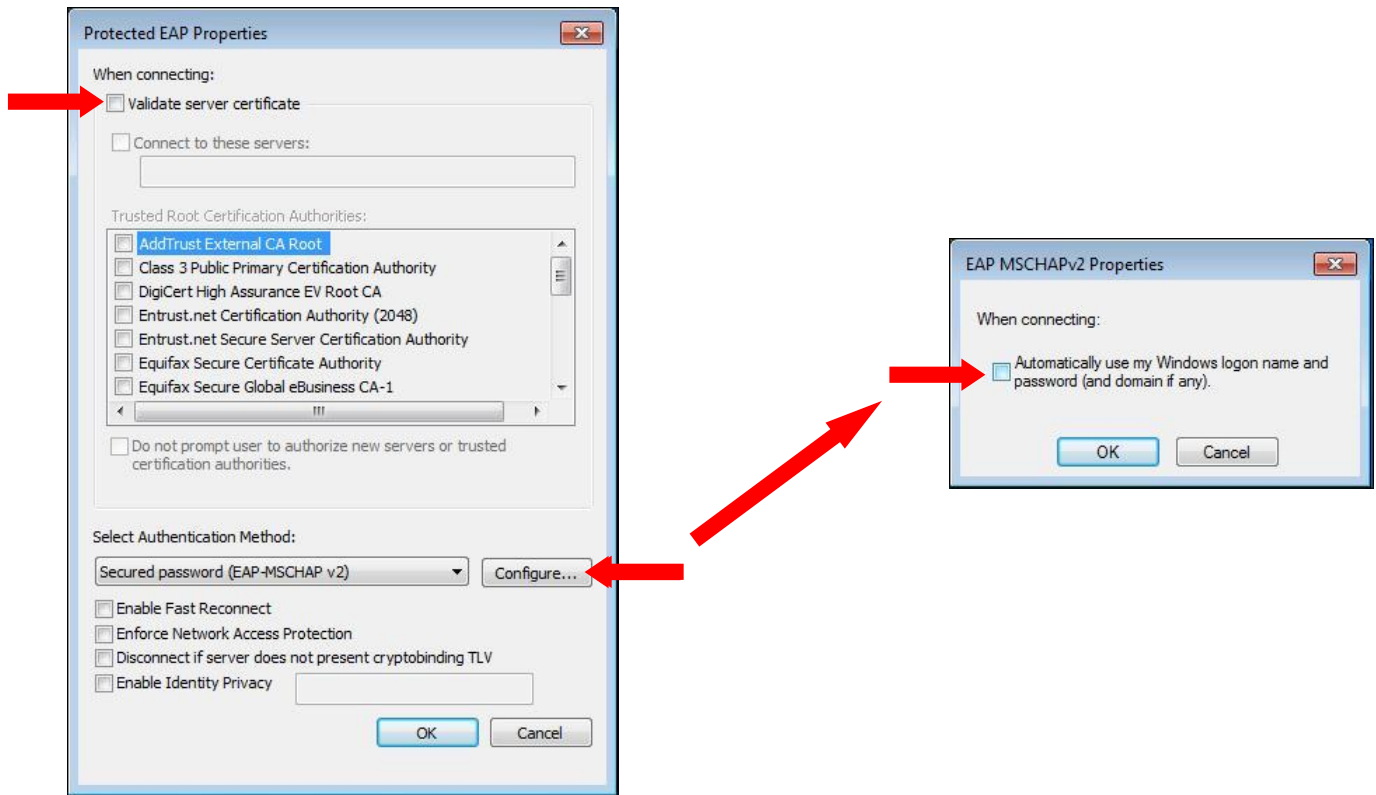 Protected EAP Properties
When connecting:
Validate server certificate
Connect to these servers:
Trusted Root Certification Authorities:
AddTrust External CA Root
Class 3 Public Primary Certification Authority
DigiCert High Assurance EV Root CA
Entrust.net Certification Authority (2048)
Entrust.net Secure Server Certification Authority
Equifax Secure Certificate Authority
Equifax Secure Global eBusiness CA-1
Do not prompt user to authorize new servers or trusted
certification authorities.
Select Authentication Method:
Secured password (EAP-MSCHAP v2)
Configure...
Enable Fast Reconnect
Enforce Network Access Protection
Disconnect if server does not present cryptobinding TLV
Enable Identity Privacy
OK
Cancel
EAP MSCHAPv2 Properties
When connecting:
Automatically use my Windows logon name and
password (and domain if any).
OK
Cancel